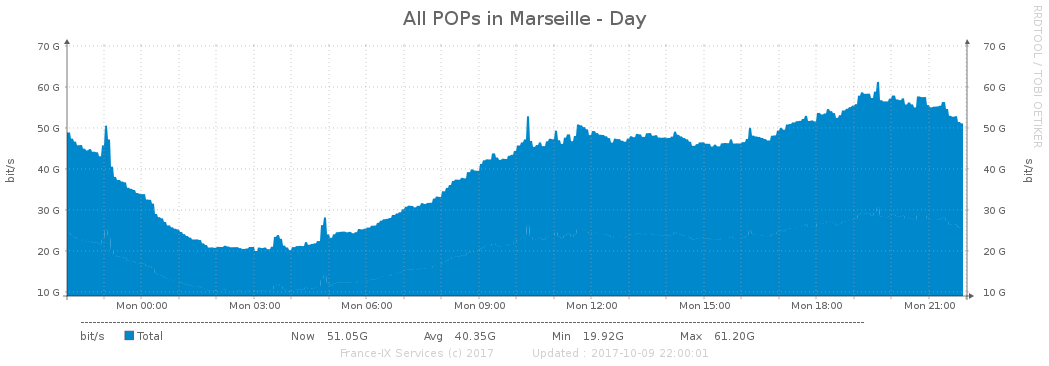 All POPs in Marseille - Day
RRDTOOL / TOBI OETIKER
70 G 70 G
60 G 60 G
50 G 50 G
40 G 40 G
30 G 30 G
20 G 20 G
10 G 10 G
bit/s
bit/s
Mon 00:00 Mon 03:00 Mon 06:00 Mon 09:00 Mon 12:00 Mon 15:00 Mon 18:00 Mon 21:00
bit/s Total Now 51.05G Avg 40.35G Min 19.92G Max 61.20G
France-IX Services (c) 2017 Updated : 2017-10-09 22:00:01